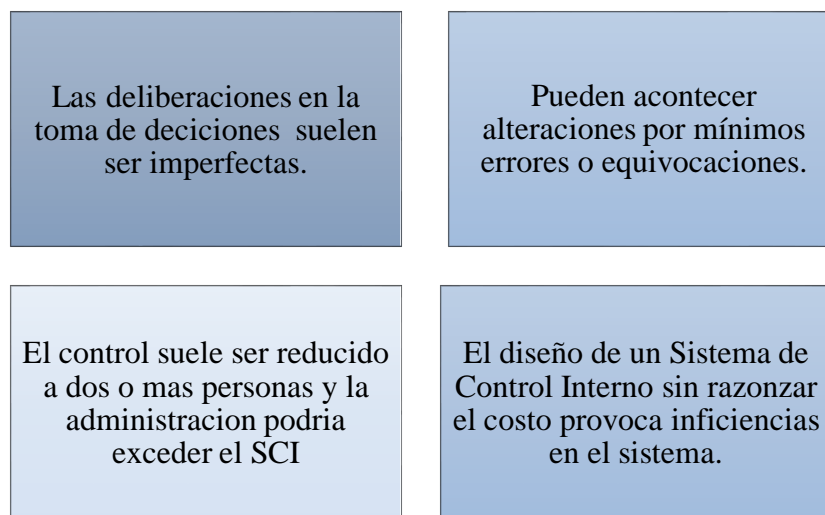 Las deliberaciones en la
toma de deciciones suelen
ser imperfectas.
Pueden acontecer
alteraciones por mínimos
errores o equivocaciones.
El control suele ser reducido
a dos o mas personas y la
administracion podria
exceder el SCI
El diseño de un Sistema de
Control Interno sin razonzar
el costo provoca inficiencias
en el sistema.